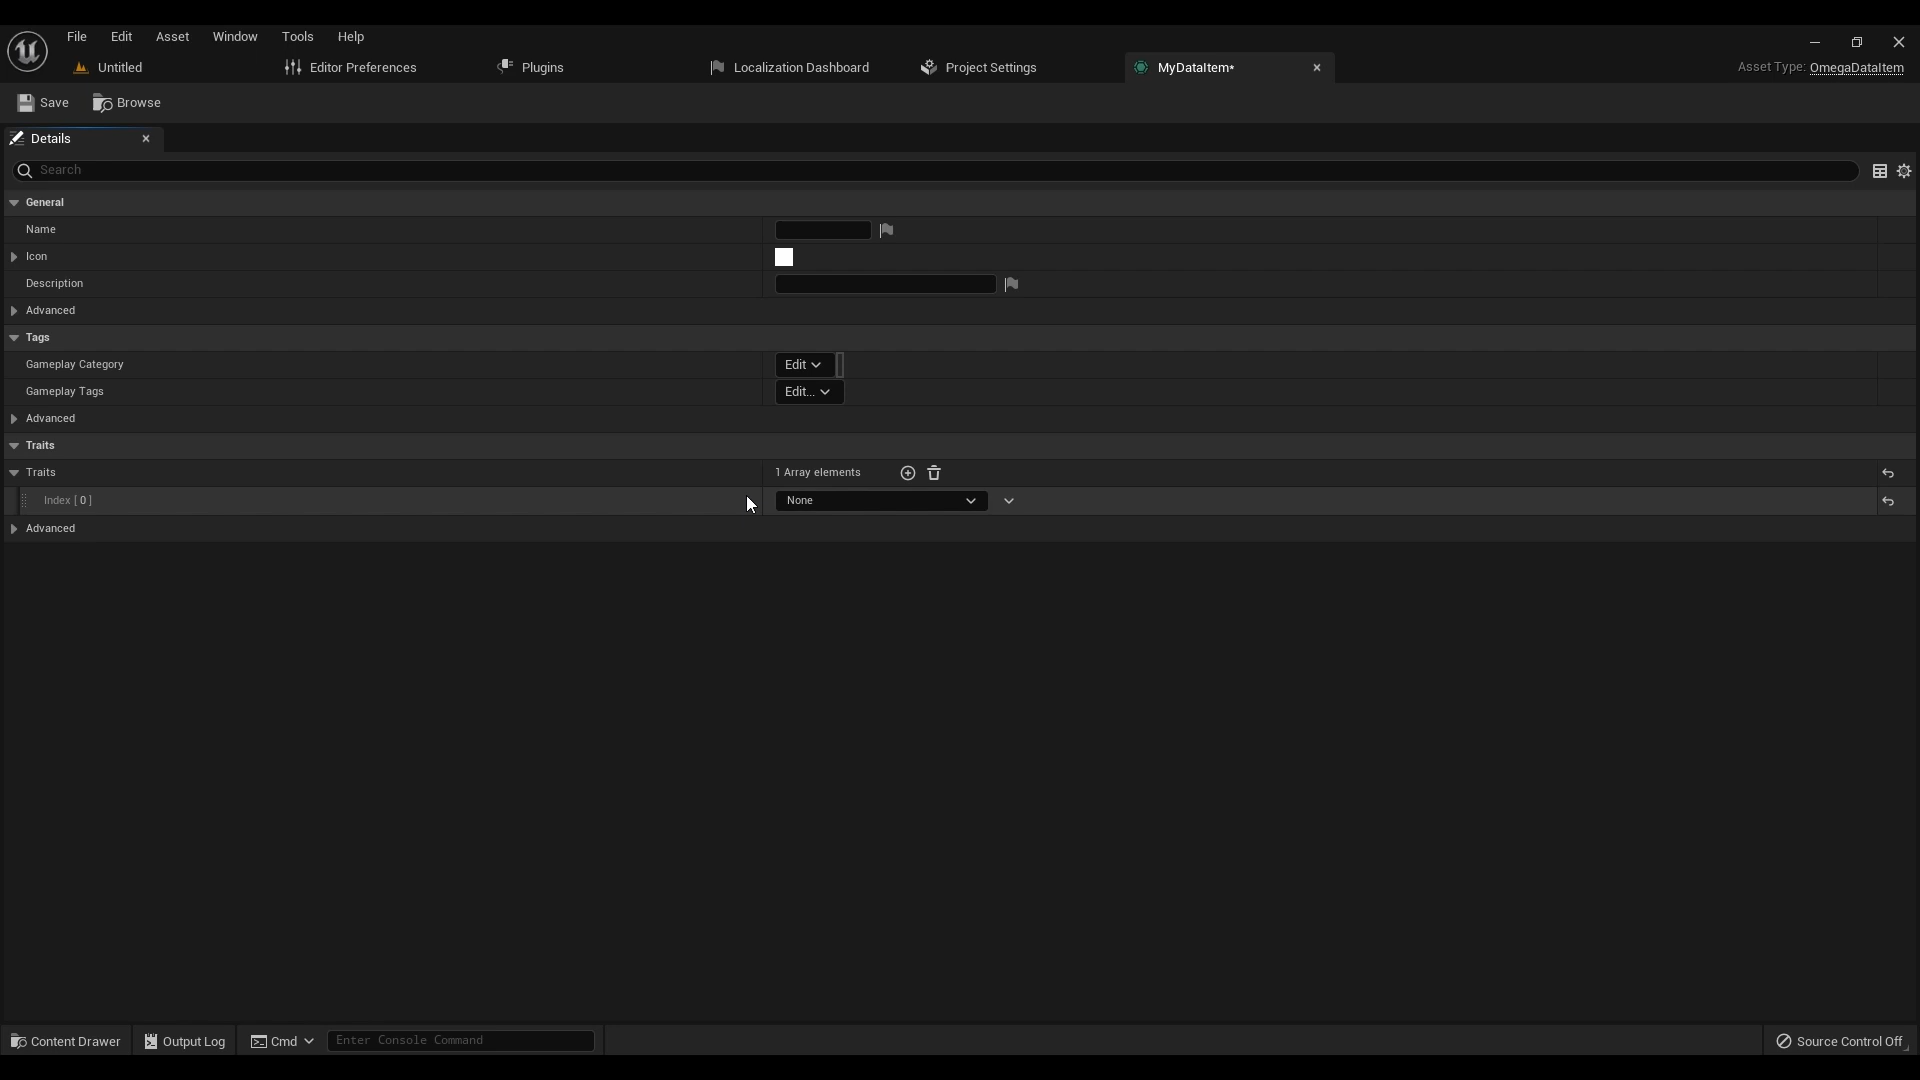 File Edit Asset Window Tools Help
Untitled Editor Preferences Plugins Localization Dashboard Project Settings MyDataItem* Asset Type: OmegaDataItem
Save Browse
Details
Search
General
Name
Icon
Description
Advanced
Tags
Gameplay Category Edit
Gameplay Tags Edit...
Advanced
Traits
Traits 1 Array elements
Index [ 0 ] None
Advanced
Content Drawer Output Log Cmd Enter Console Command Source Control Off